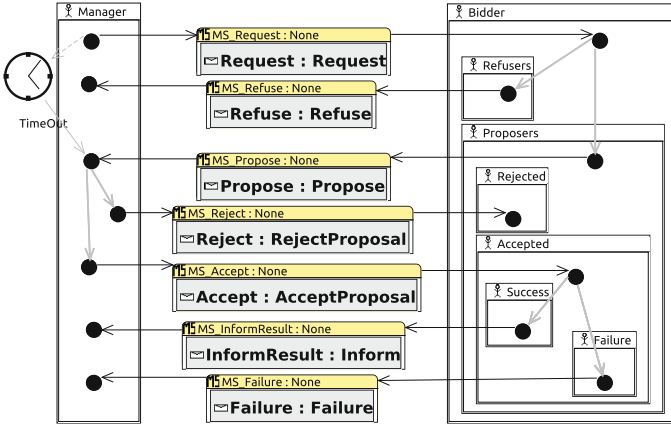 Manager
Bidder
MS_Request : None
Request : Request
Refusers
MS_Refuse : None
Refuse : Refuse
TimeOut
Proposers
MS_Propose : None
Propose : Propose
Rejected
MS_Reject : None
Reject : RejectProposal
Accepted
MS_Accept : None
Accept : AcceptProposal
Success
MS_InformResult : None
InformResult : Inform
Failure
MS_Failure : None
Failure : Failure